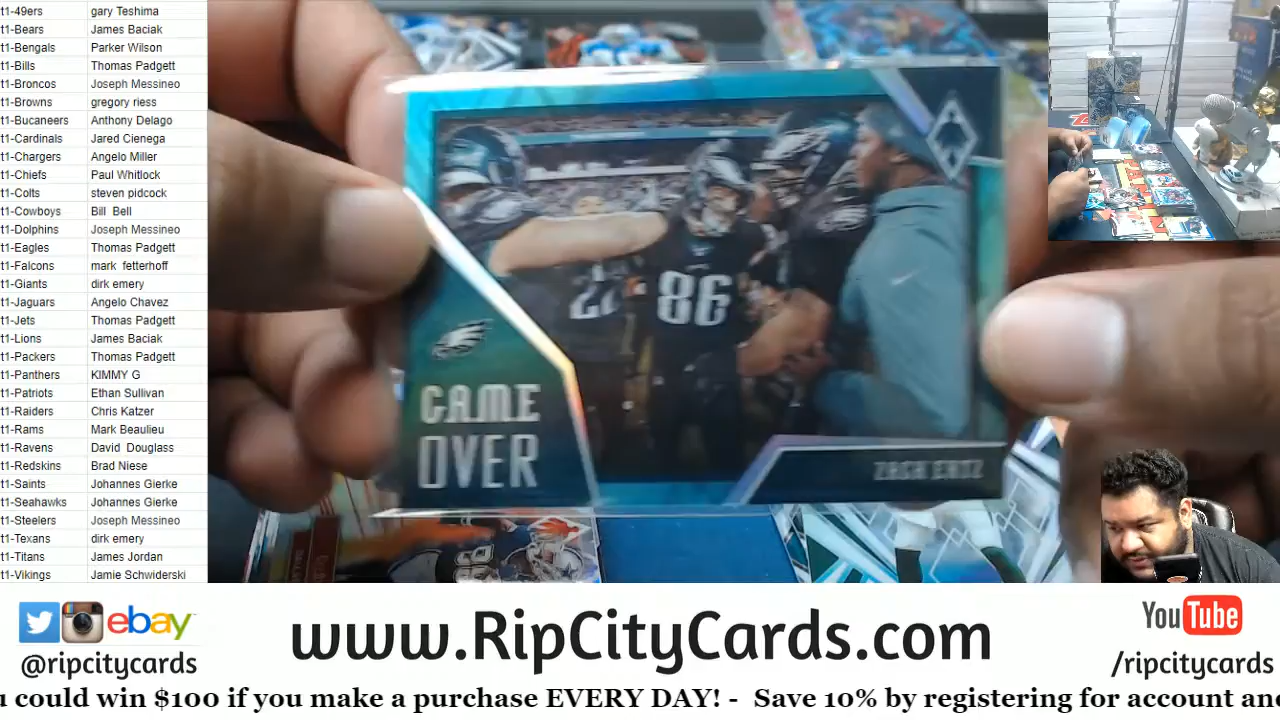 t1-49ers gary Teshima
t1-Bears James Baciak
t1-Bengals Parker Wilson
t1-Bills Thomas Padgett
t1-Broncos Joseph Messineo
t1-Browns gregory riess
t1-Bucaneers Anthony Delago
t1-Cardinals Jared Cienega
t1-Chargers Angelo Miller
t1-Chiefs Paul Whitlock
t1-Colts steven pidcock
t1-Cowboys Bill Bell
t1-Dolphins Joseph Messineo
t1-Eagles Thomas Padgett
t1-Falcons mark fetterhoff
t1-Giants dirk emery
t1-Jaguars Angelo Chavez
t1-Jets Thomas Padgett
t1-Lions James Baciak
t1-Packers Thomas Padgett
t1-Panthers KIMMY G
t1-Patriots Ethan Sullivan
t1-Raiders Chris Katzer
t1-Rams Mark Beaulieu
t1-Ravens David Douglass
t1-Redskins Brad Niese
t1-Saints Johannes Gierke
t1-Seahawks Johannes Gierke
t1-Steelers Joseph Messineo
t1-Texans dirk emery
t1-Titans James Jordan
t1-Vikings Jamie Schwiderski
86
GAME
OVER
ZACH ERTZ
ebay
@ripcitycards
www.RipCityCards.com
YouTube
/ripcitycards
u could win $100 if you make a purchase EVERY DAY! - Save 10% by registering for account and